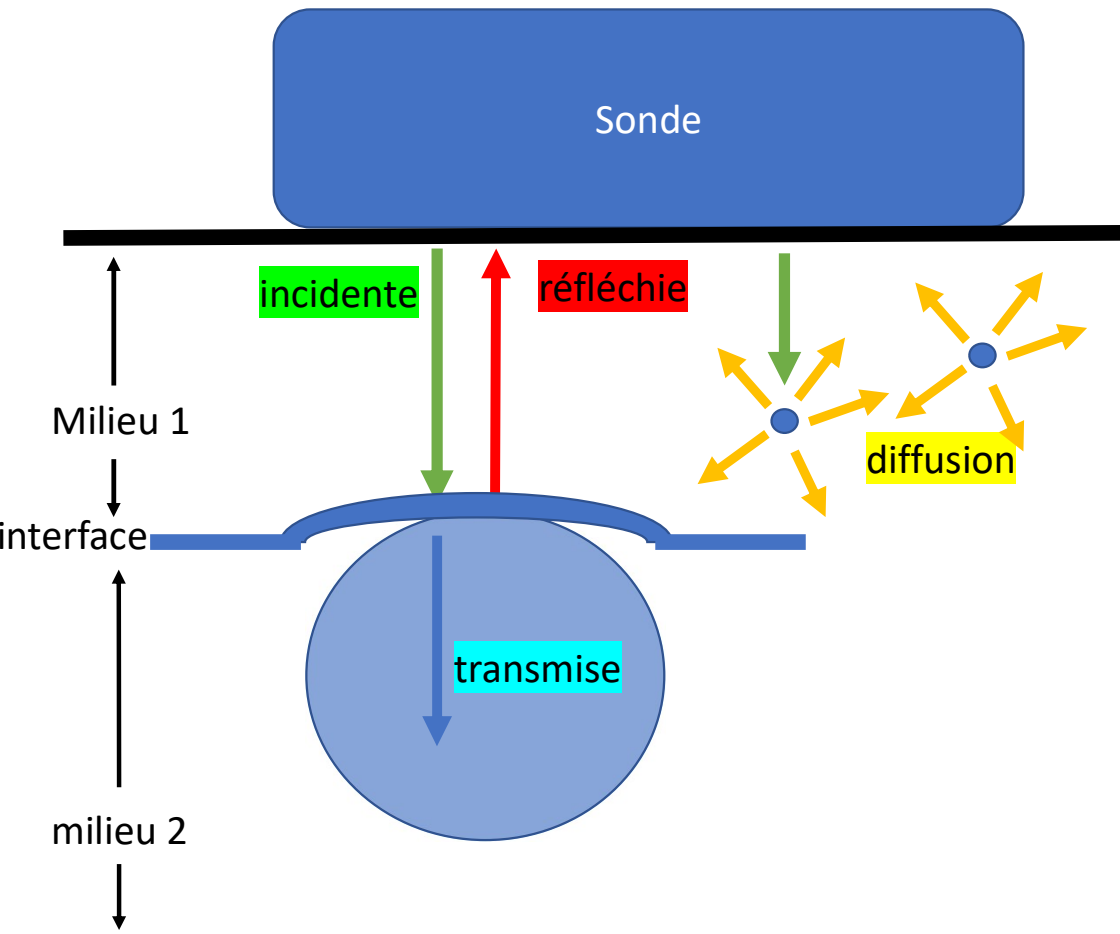 Sonde
incidente
réfléchie
Milieu 1
diffusion
interface
transmise
milieu 2